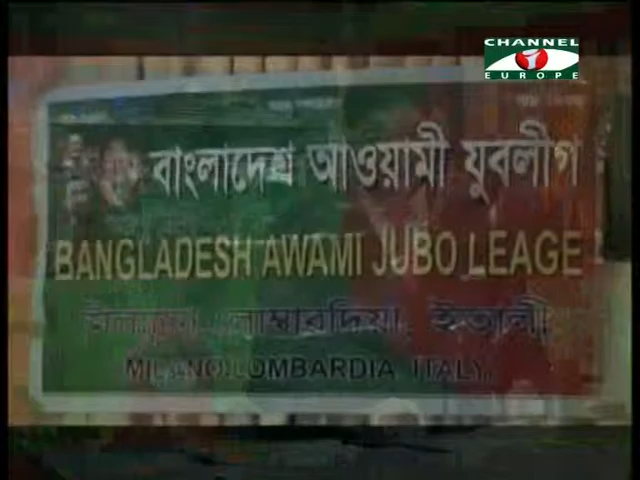 CHANNEL
i
EUROPE
বাংলাদেশ আওয়ামী যুবলীগ
BANGLADESH AWAMI JUBO LEAGE
লোম্বারদিয়া, ইতালী
MILANO LOMBARDIA ITALY.